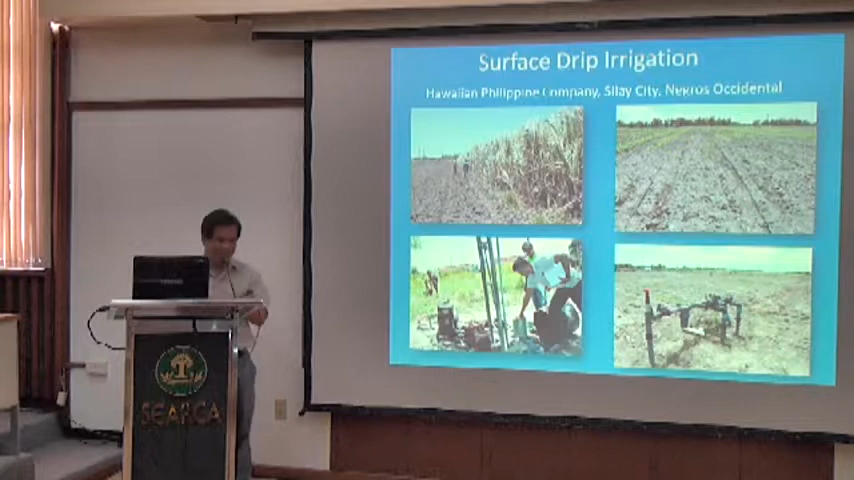 Surface Drip Irrigation
Hawaiian Philippine Company, Silay City, Negros Occidental
SEARCA